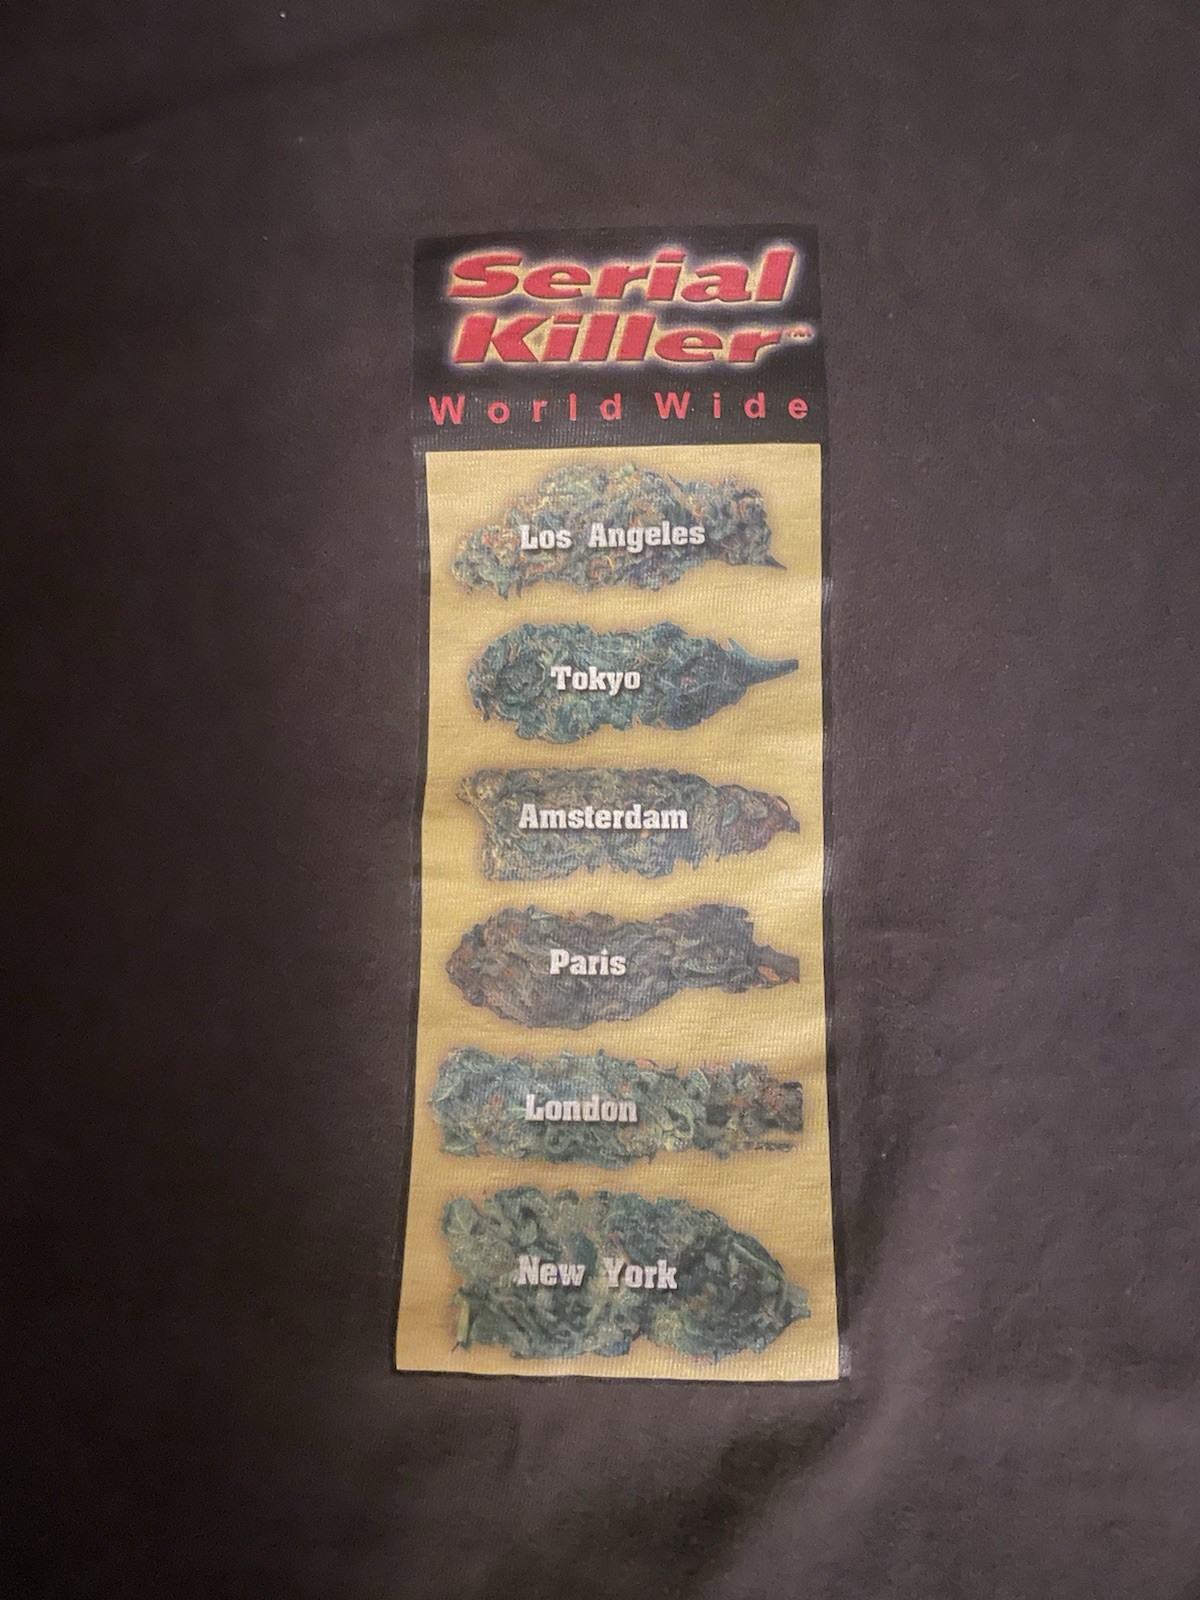 Serial
Killer™
World Wide
Los Angeles
Tokyo
Amsterdam
Paris
London
New York